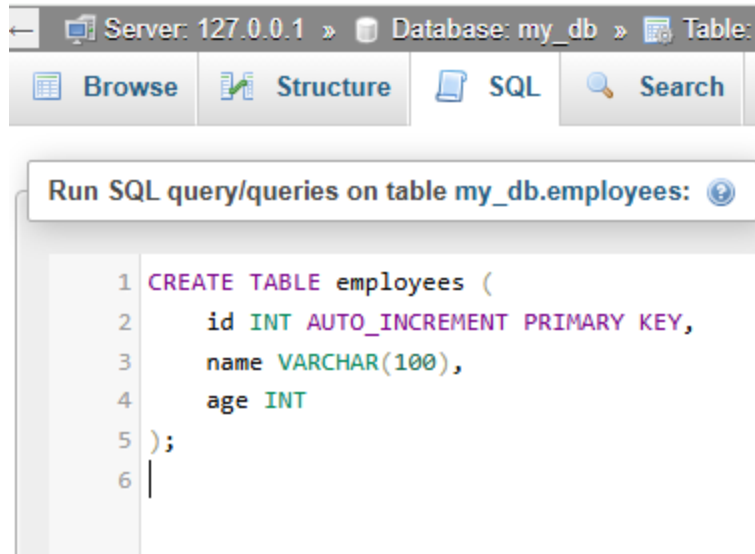 ← Server: 127.0.0.1 » Database: my_db » Table:
Browse Structure SQL Search
Run SQL query/queries on table my_db.employees:
1 CREATE TABLE employees (
2     id INT AUTO_INCREMENT PRIMARY KEY,
3     name VARCHAR(100),
4     age INT
5 );
6